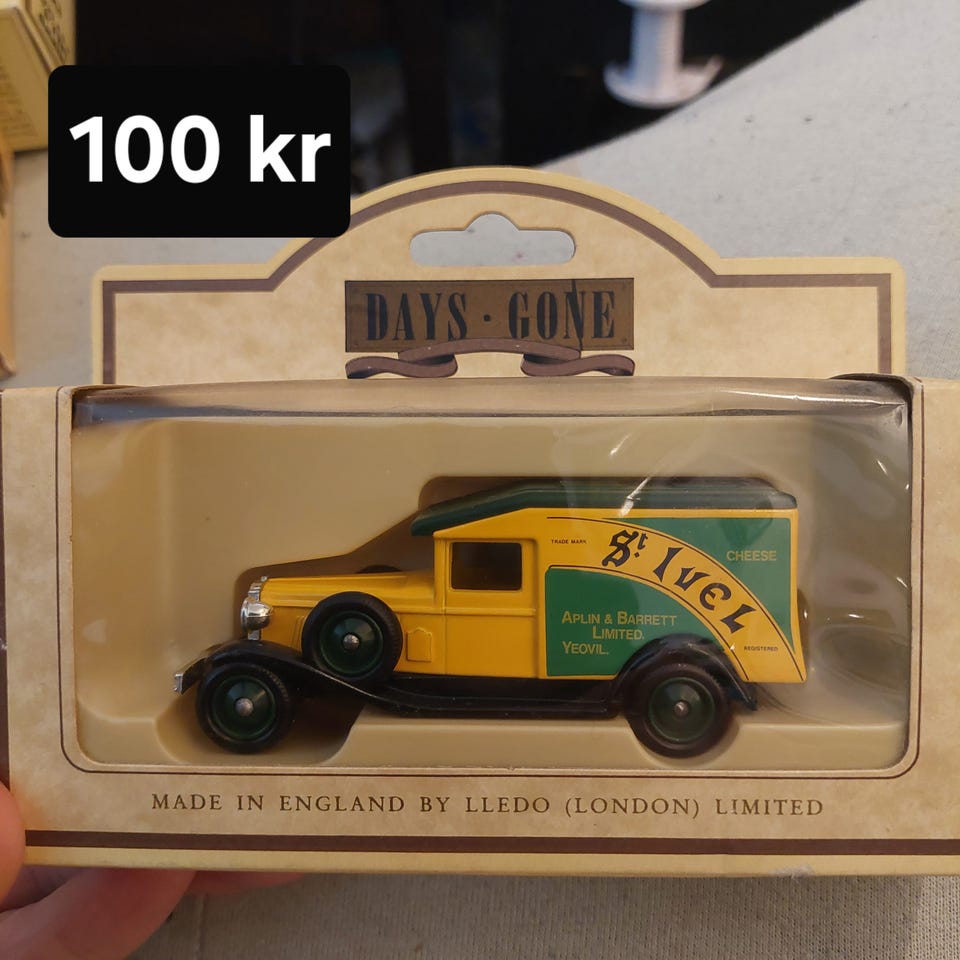 100 kr
DAYS · GONE
TRADE MARK
St Ivel
CHEESE
APLIN & BARRETT
LIMITED.
YEOVIL.
REGISTERED
MADE IN ENGLAND BY LLEDO (LONDON) LIMITED